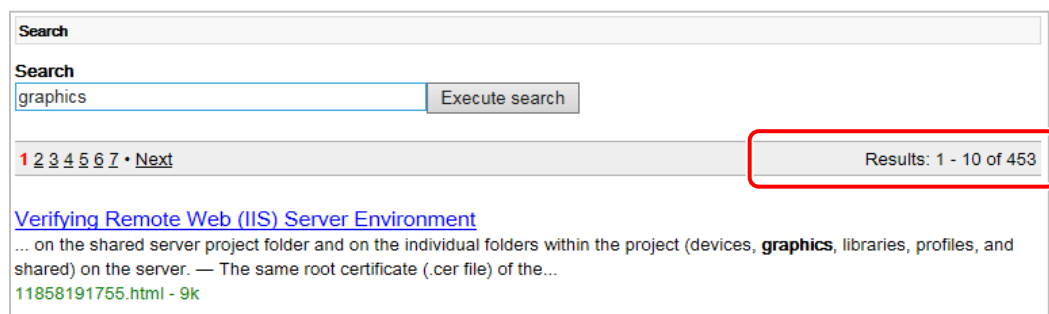 Search
Search
graphics Execute search
1 2 3 4 5 6 7 • Next Results: 1 - 10 of 453
Verifying Remote Web (IIS) Server Environment
... on the shared server project folder and on the individual folders within the project (devices, graphics, libraries, profiles, and
shared) on the server. — The same root certificate (.cer file) of the...
11858191755.html - 9k